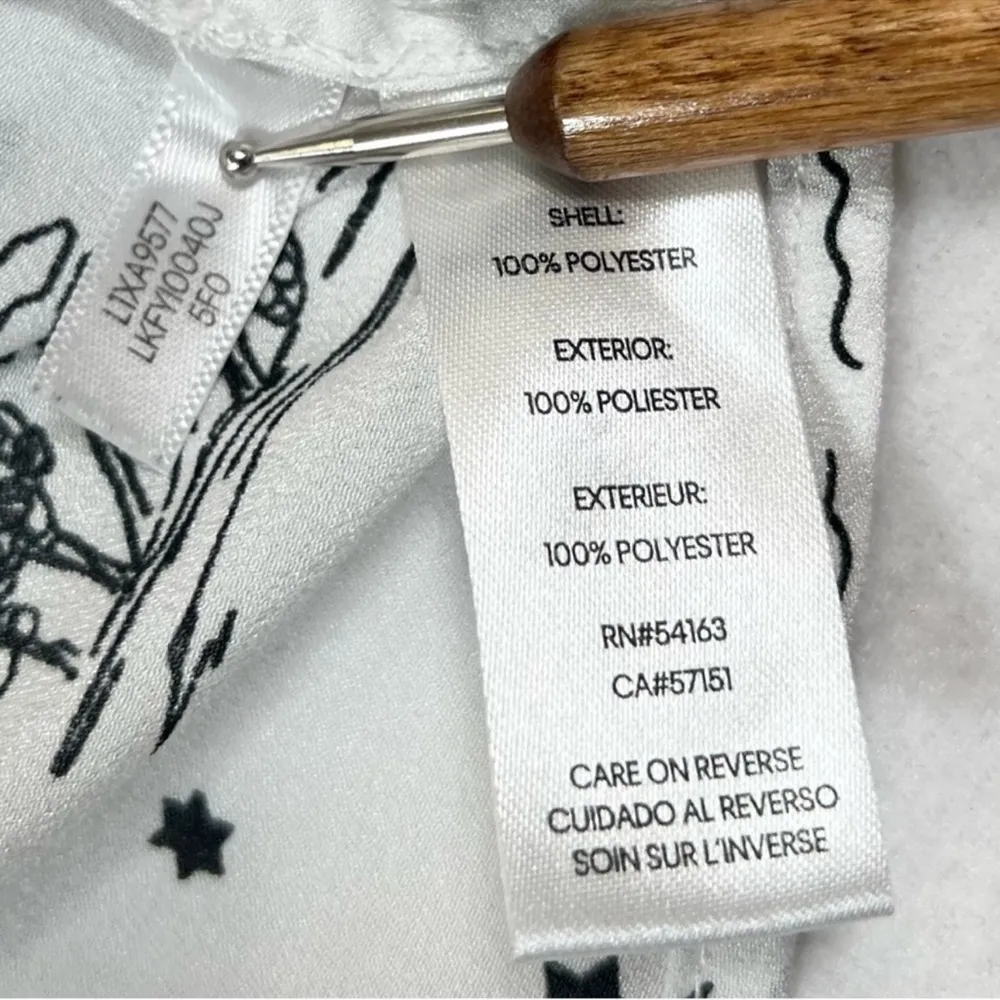 L1XA9577
LKFYI0040J
5F0
SHELL:
100% POLYESTER
EXTERIOR:
100% POLIESTER
EXTERIEUR:
100% POLYESTER
RN#54163
CA#57151
CARE ON REVERSE
CUIDADO AL REVERSO
SOIN SUR L'INVERSE